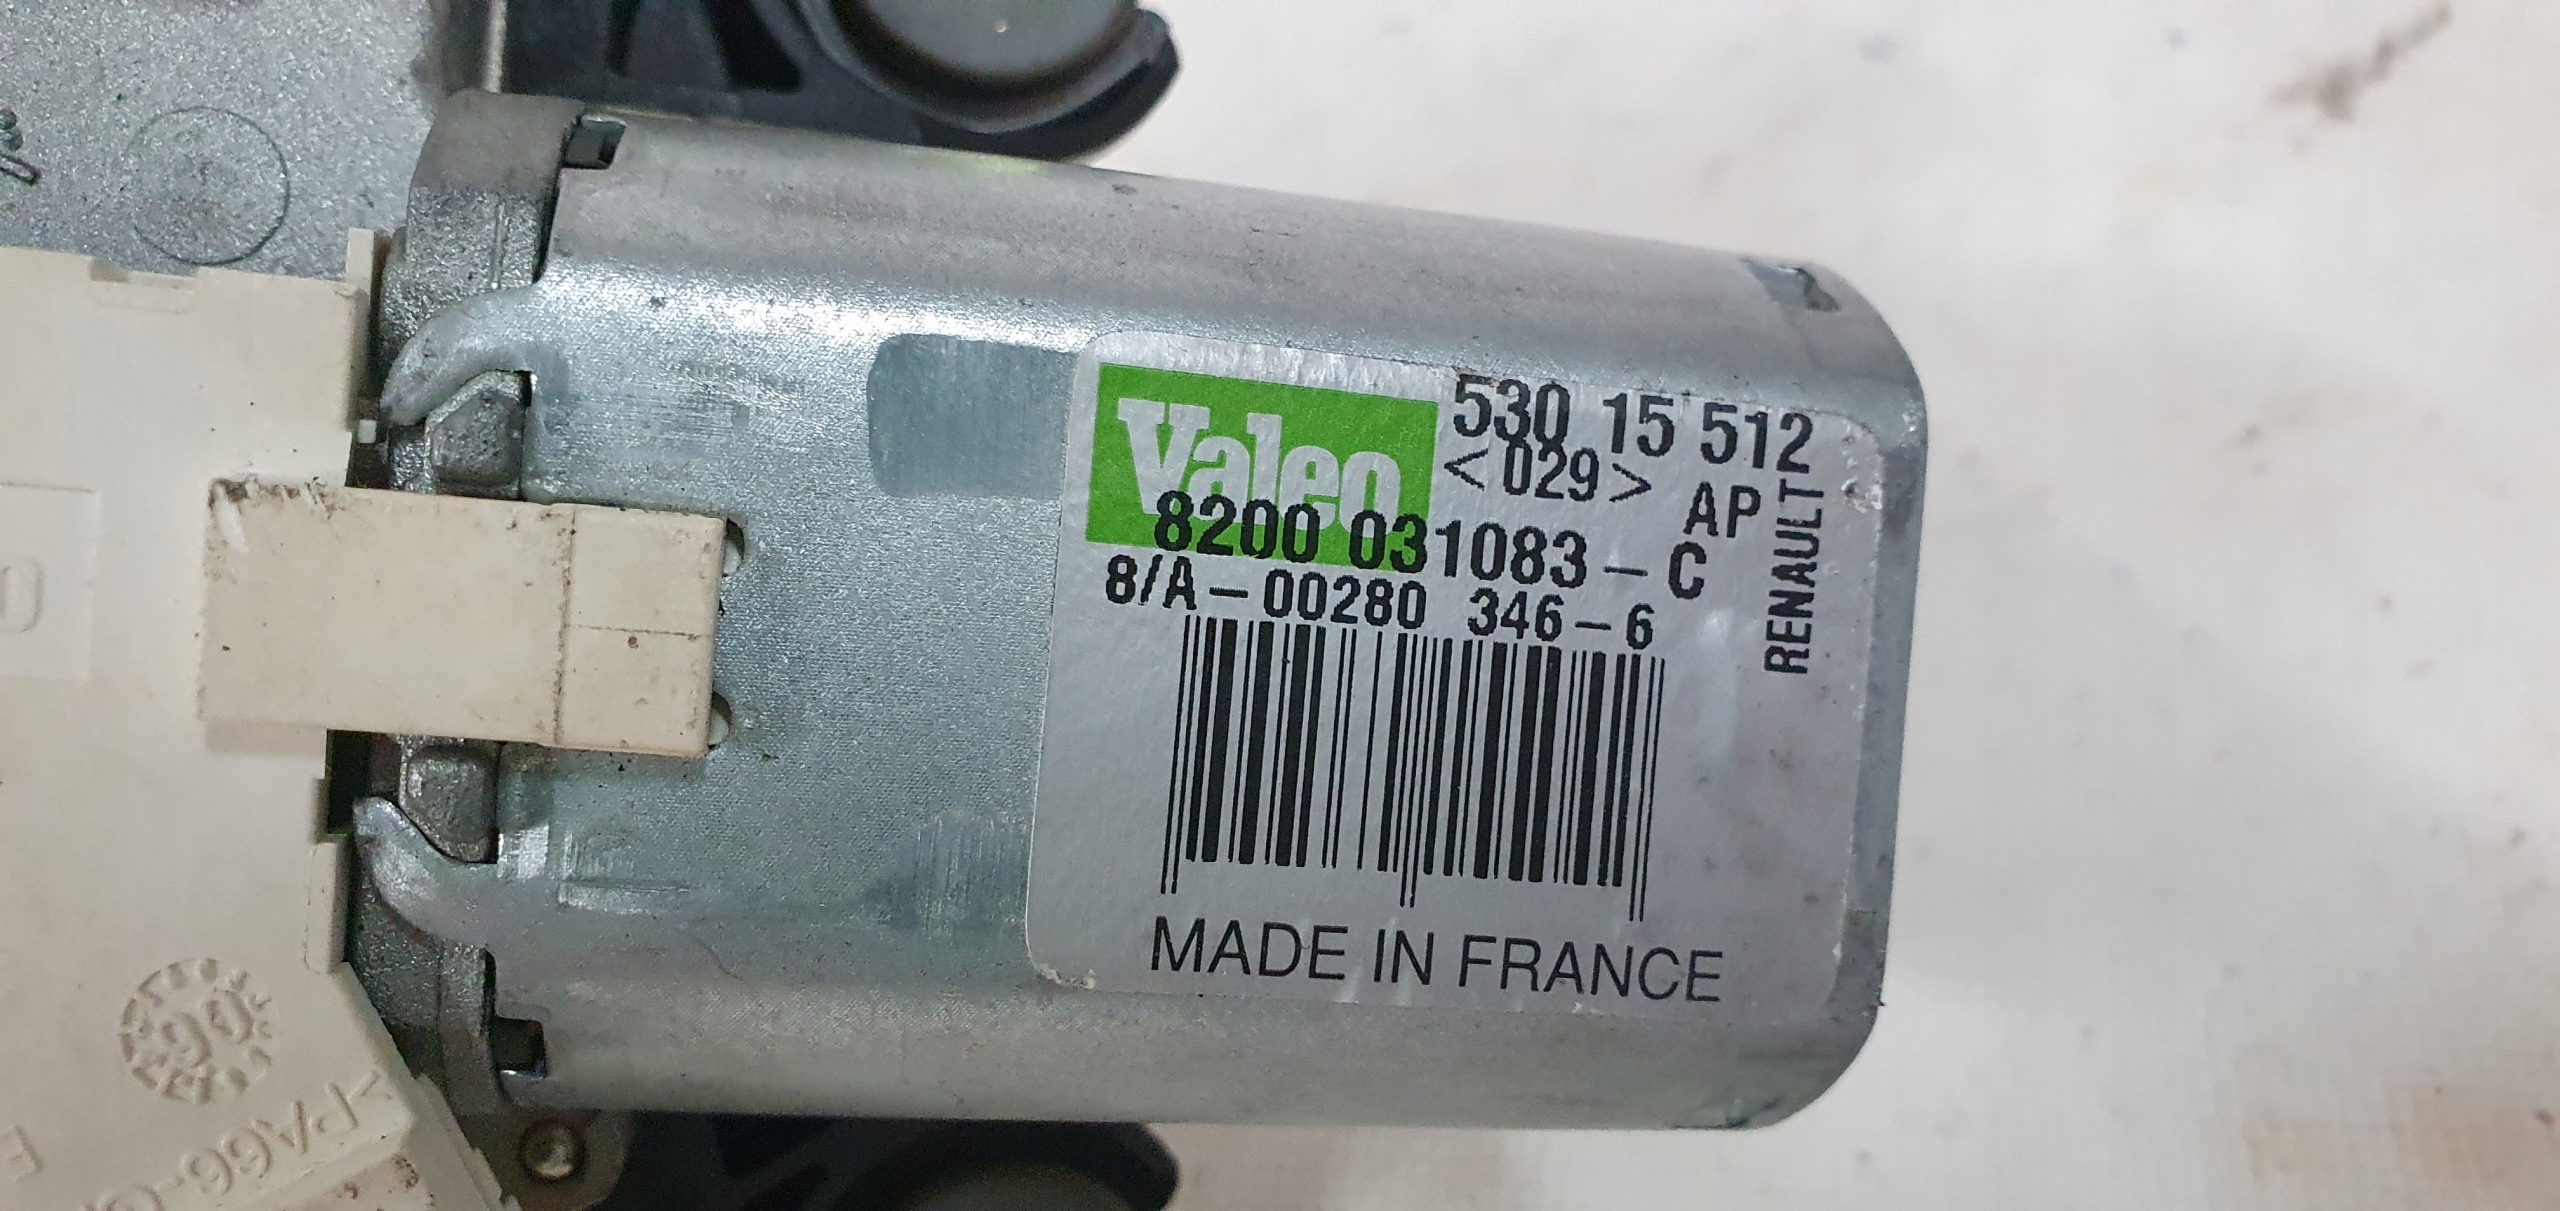 Valeo
530 15 512
<029> AP
8200 031083-C
8/A-00280 346-6
RENAULT
MADE IN FRANCE